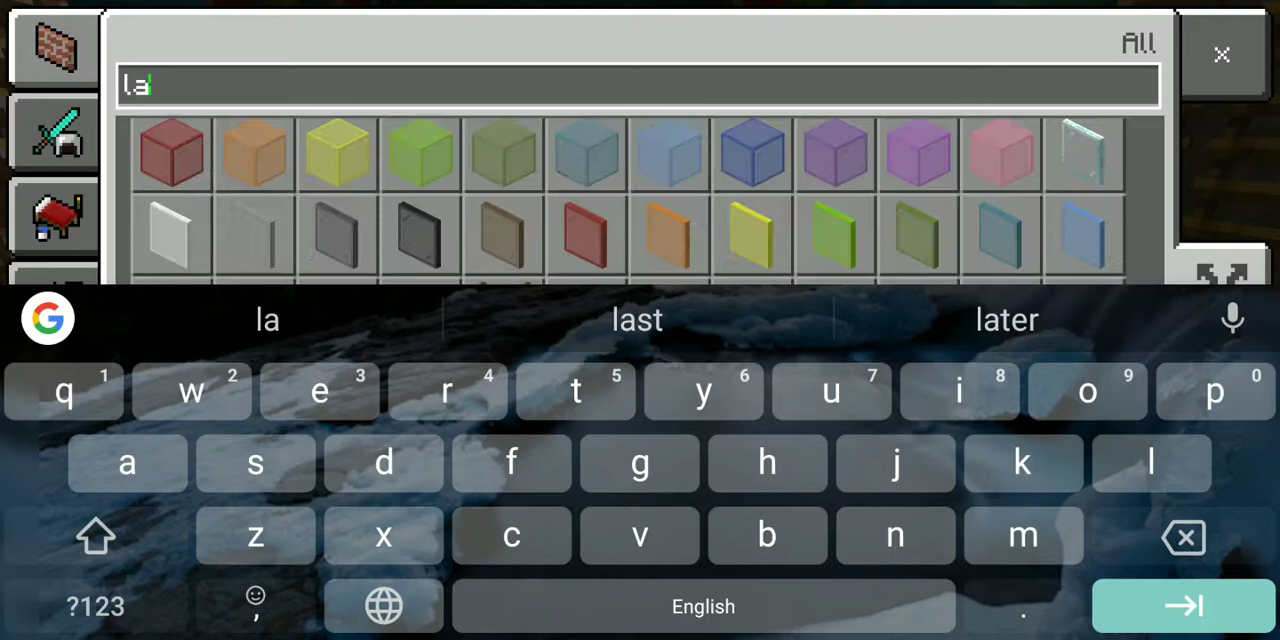 All
la
la last later
q 1 w 2 e 3 r 4 t 5 y 6 u 7 i 8 o 9 p 0
a s d f g h j k l
z x c v b n m
?123 , English .